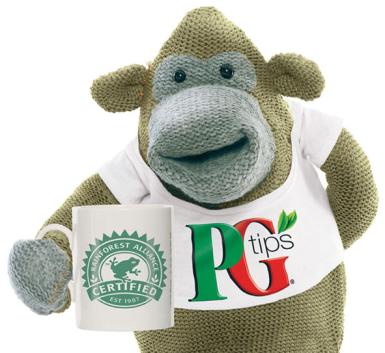 RAINFOREST ALLIANCE
CERTIFIED
EST 1987
PG
tips
®